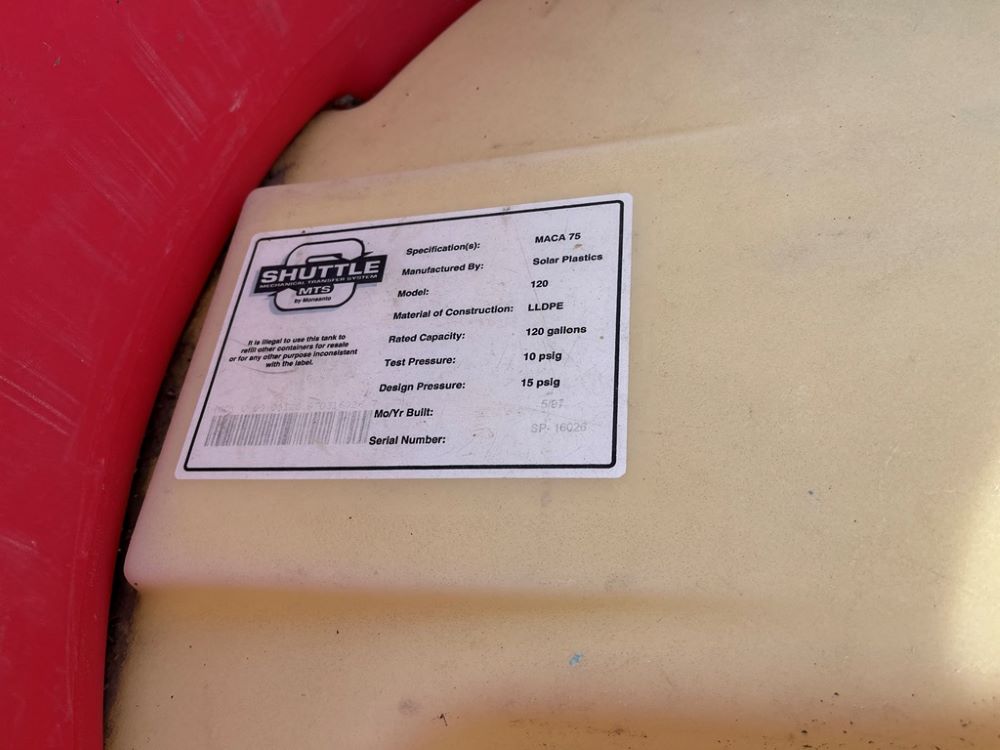 SHUTTLE
MECHANICAL TRANSFER SYSTEM
MTS
by Monsanto
It is illegal to use this tank to
refill other containers for resale
or for any other purpose inconsistent
with the label.
Specification(s): MACA 75
Manufactured By: Solar Plastics
Model: 120
Material of Construction: LLDPE
Rated Capacity: 120 gallons
Test Pressure: 10 psig
Design Pressure: 15 psig
Mo/Yr Built: 5/97
Serial Number: SP- 16026